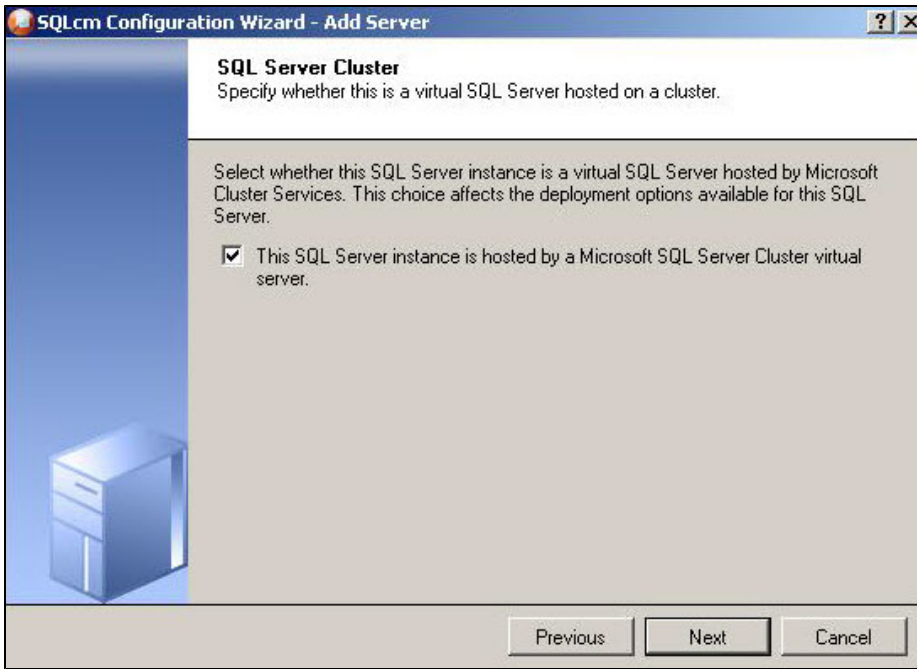 SQLcm Configuration Wizard - Add Server
SQL Server Cluster
Specify whether this is a virtual SQL Server hosted on a cluster.
Select whether this SQL Server instance is a virtual SQL Server hosted by Microsoft
Cluster Services. This choice affects the deployment options available for this SQL
Server.
This SQL Server instance is hosted by a Microsoft SQL Server Cluster virtual
server.
Previous Next Cancel